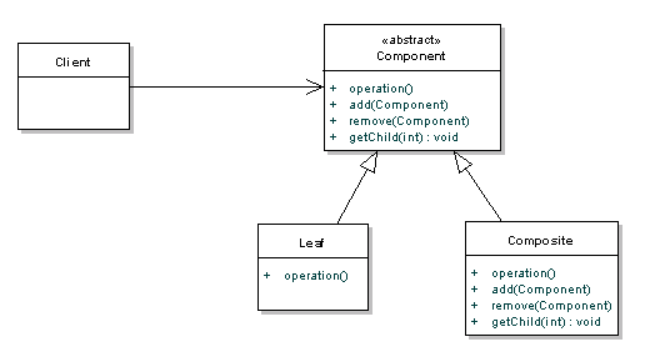 Client
«abstract»
Component
+ operation()
+ add(Component)
+ remove(Component)
+ getChild(int) : void
Leaf
+ operation()
Composite
+ operation()
+ add(Component)
+ remove(Component)
+ getChild(int) : void